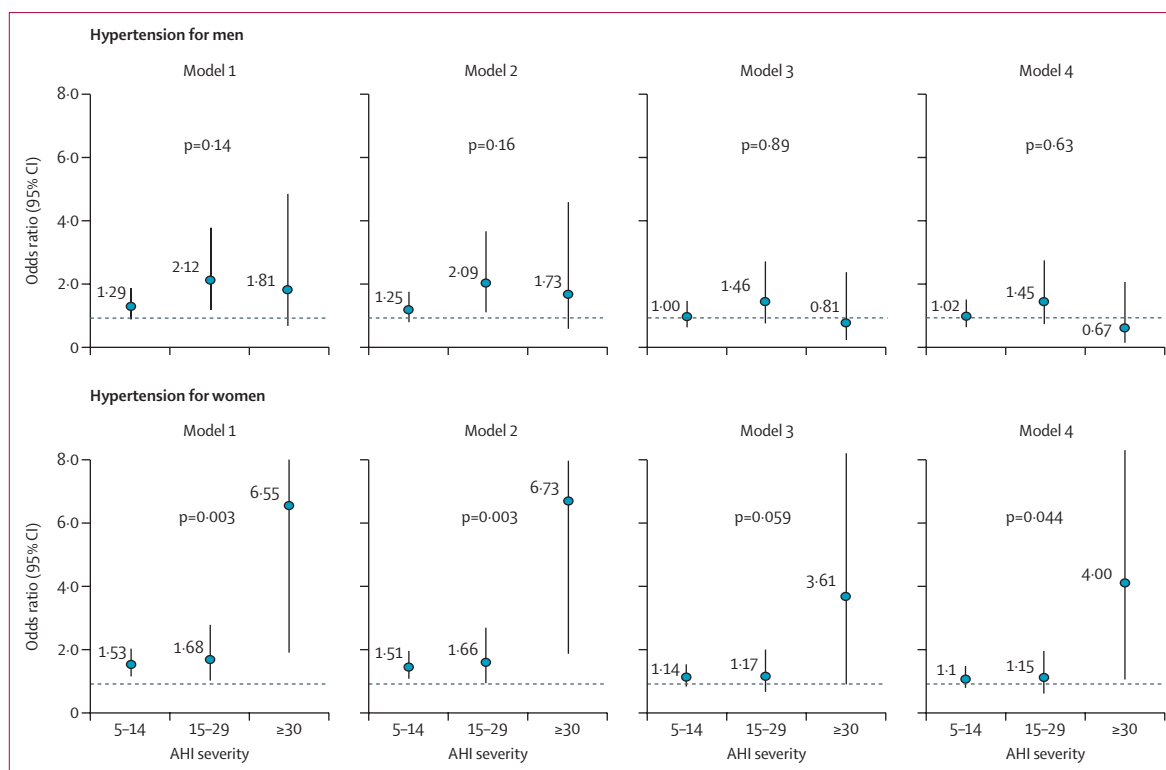 Hypertension for men
Model 1
Model 2
Model 3
Model 4
Odds ratio (95% CI)
8·0
6·0
4·0
2·0
0
p=0·14
1·29
2·12
1·81
p=0·16
1·25
2·09
1·73
p=0·89
1·00
1·46
0·81
p=0·63
1·02
1·45
0·67
Hypertension for women
Model 1
Model 2
Model 3
Model 4
Odds ratio (95% CI)
8·0
6·0
4·0
2·0
0
p=0·003
1·53
1·68
6·55
p=0·003
1·51
1·66
6·73
p=0·059
1·14
1·17
3·61
p=0·044
1·1
1·15
4·00
5–14 15–29 ≥30
AHI severity
5–14 15–29 ≥30
AHI severity
5–14 15–29 ≥30
AHI severity
5–14 15–29 ≥30
AHI severity